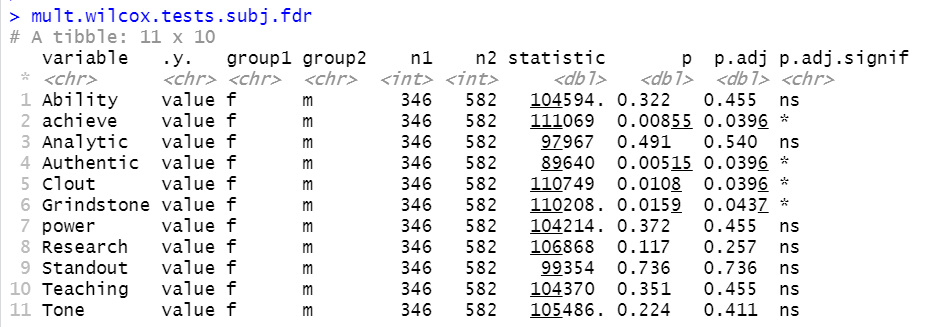 > mult.wilcox.tests.subj.fdr
# A tibble: 11 x 10
variable .y. group1 group2 n1 n2 statistic p p.adj p.adj.signif
* <chr> <chr> <chr> <chr> <int> <int> <dbl> <dbl> <dbl> <chr>
1 Ability value f m 346 582 104594. 0.322 0.455 ns
2 achieve value f m 346 582 111069 0.00855 0.0396 *
3 Analytic value f m 346 582 97967 0.491 0.540 ns
4 Authentic value f m 346 582 89640 0.00515 0.0396 *
5 Clout value f m 346 582 110749 0.0108 0.0396 *
6 Grindstone value f m 346 582 110208. 0.0159 0.0437 *
7 power value f m 346 582 104214. 0.372 0.455 ns
8 Research value f m 346 582 106868 0.117 0.257 ns
9 Standout value f m 346 582 99354 0.736 0.736 ns
10 Teaching value f m 346 582 104370 0.351 0.455 ns
11 Tone value f m 346 582 105486. 0.224 0.411 ns